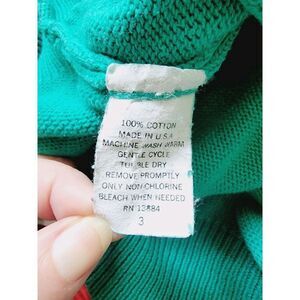 100% COTTON
MADE IN U.S.A
MACHINE WASH WARM
GENTLE CYCLE
TUMBLE DRY
REMOVE PROMPTLY
ONLY NON-CHLORINE
BLEACH WHEN NEEDED
RN 13884
3